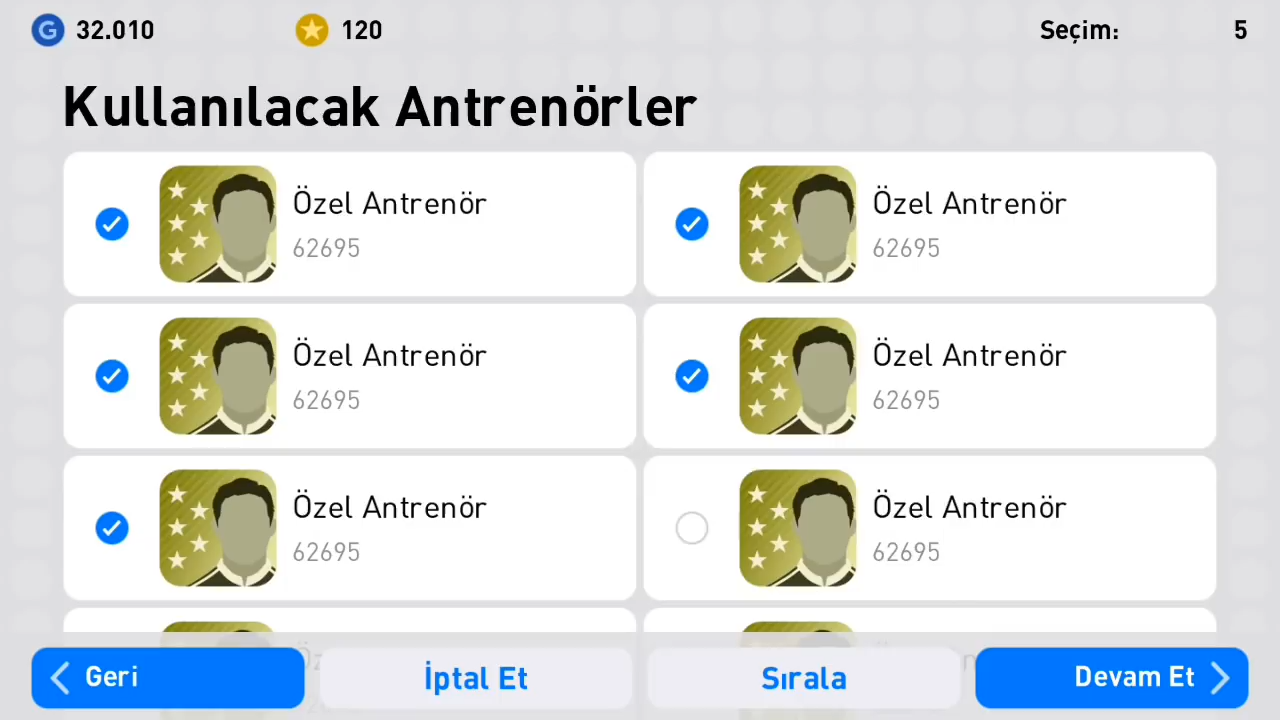 G 32.010 120 Seçim: 5
Kullanılacak Antrenörler
Özel Antrenör Özel Antrenör
62695 62695
Özel Antrenör Özel Antrenör
62695 62695
Özel Antrenör Özel Antrenör
62695 62695
Geri İptal Et Sırala Devam Et